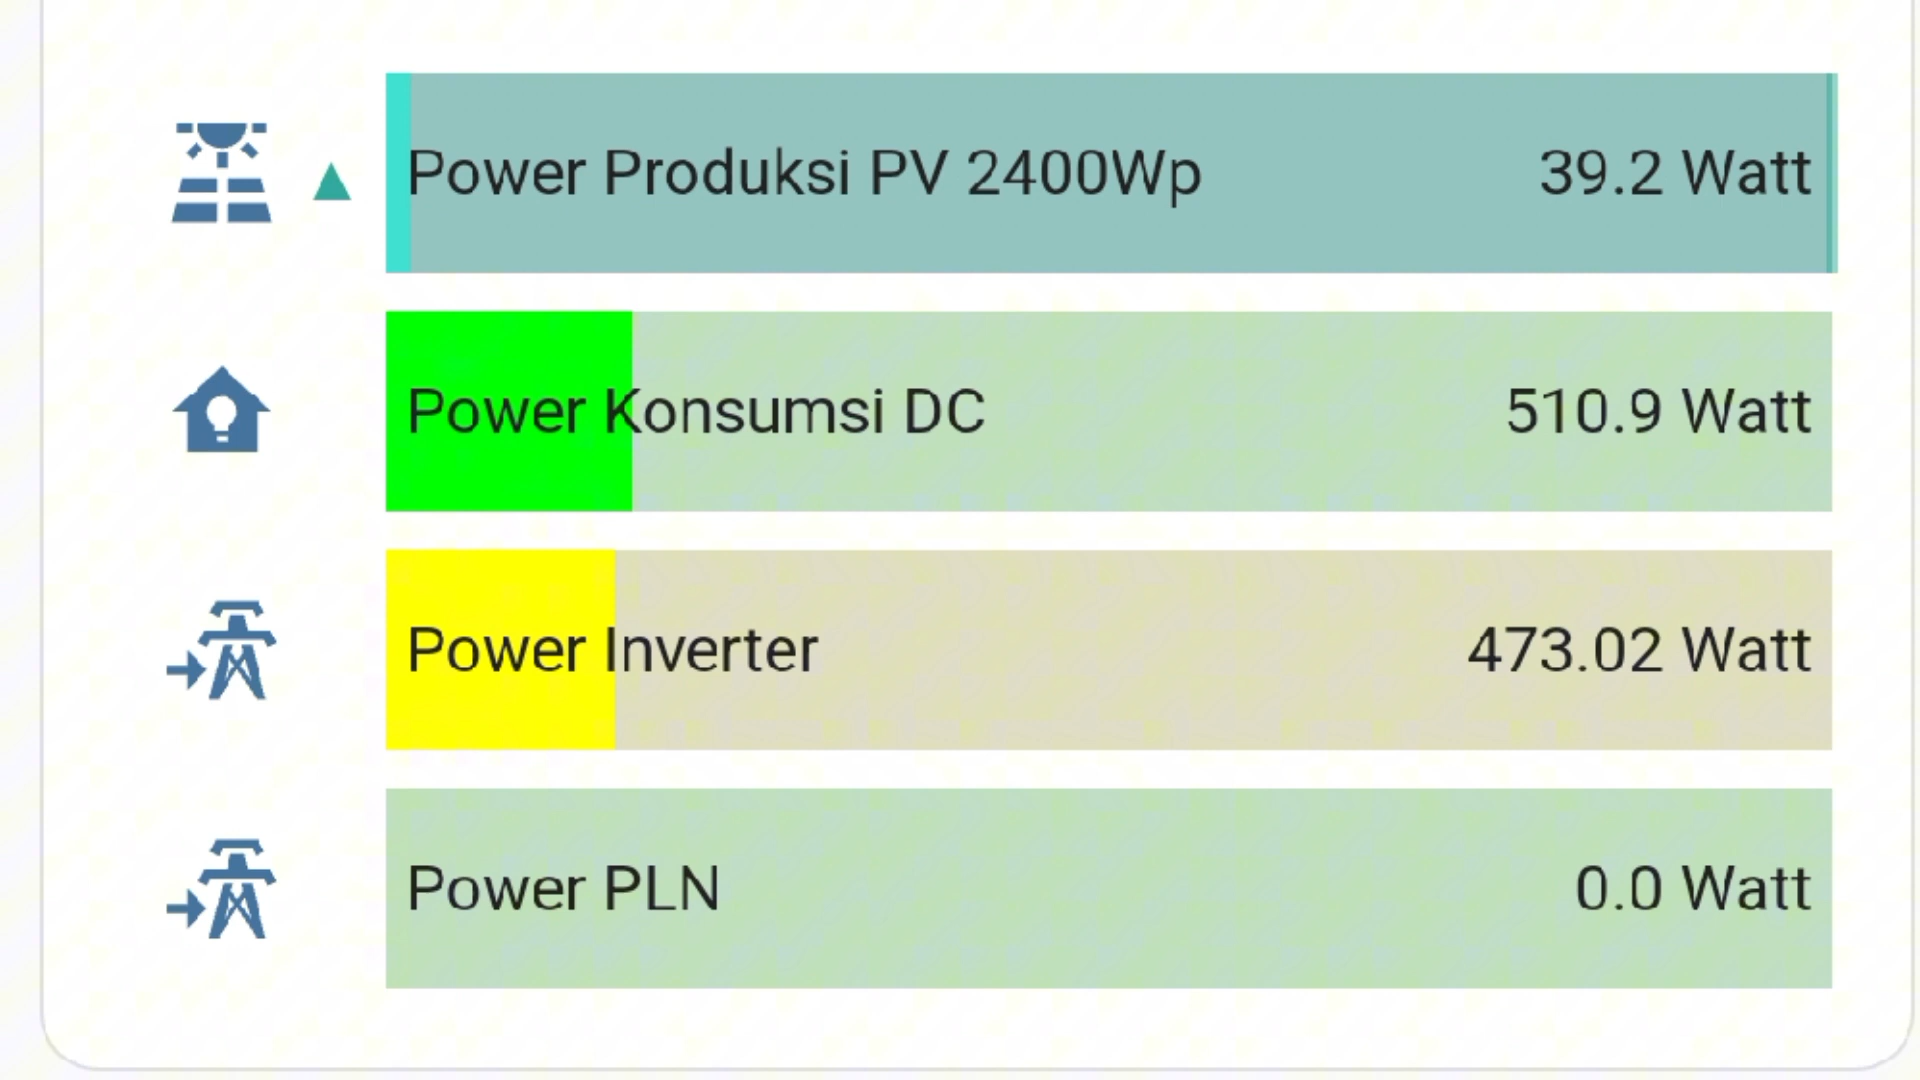 Power Produksi PV 2400Wp 39.2 Watt
Power Konsumsi DC 510.9 Watt
Power Inverter 473.02 Watt
Power PLN 0.0 Watt